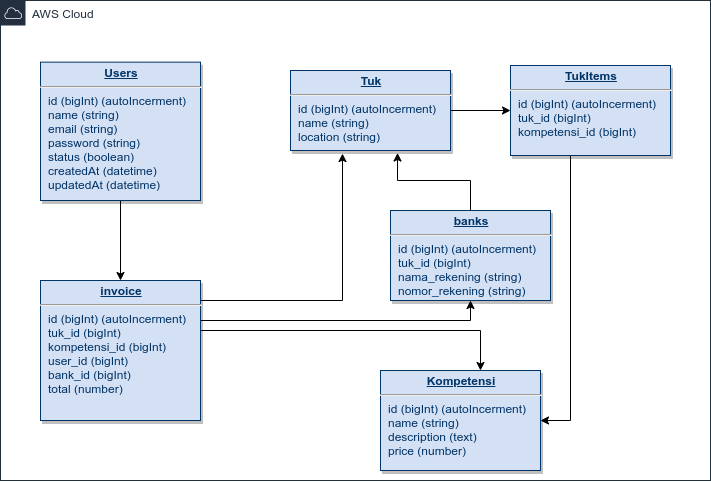 AWS Cloud
Users
id (bigInt) (autoIncerment)
name (string)
email (string)
password (string)
status (boolean)
createdAt (datetime)
updatedAt (datetime)
Tuk
id (bigInt) (autoIncerment)
name (string)
location (string)
TukItems
id (bigInt) (autoIncerment)
tuk_id (bigInt)
kompetensi_id (bigInt)
banks
id (bigInt) (autoIncerment)
tuk_id (bigInt)
nama_rekening (string)
nomor_rekening (string)
invoice
id (bigInt) (autoIncerment)
tuk_id (bigInt)
kompetensi_id (bigInt)
user_id (bigInt)
bank_id (bigInt)
total (number)
Kompetensi
id (bigInt) (autoIncerment)
name (string)
description (text)
price (number)